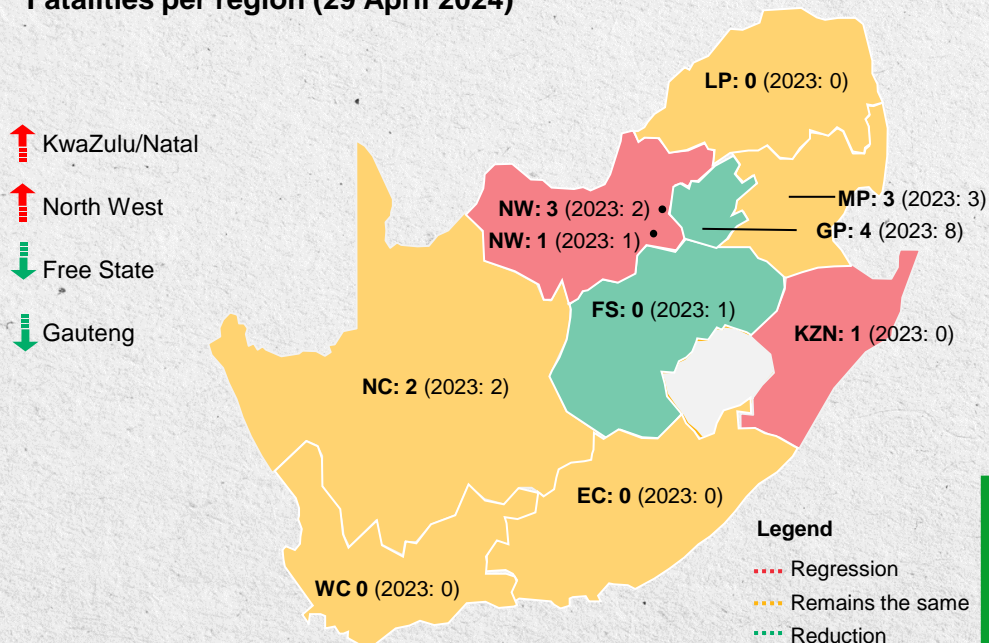 Fatalities per region (29 April 2024)
LP: 0 (2023: 0)
KwaZulu/Natal
North West
Free State
Gauteng
NW: 3 (2023: 2)
NW: 1 (2023: 1)
MP: 3 (2023: 3)
GP: 4 (2023: 8)
FS: 0 (2023: 1)
KZN: 1 (2023: 0)
NC: 2 (2023: 2)
EC: 0 (2023: 0)
WC 0 (2023: 0)
Legend
Regression
Remains the same
Reduction